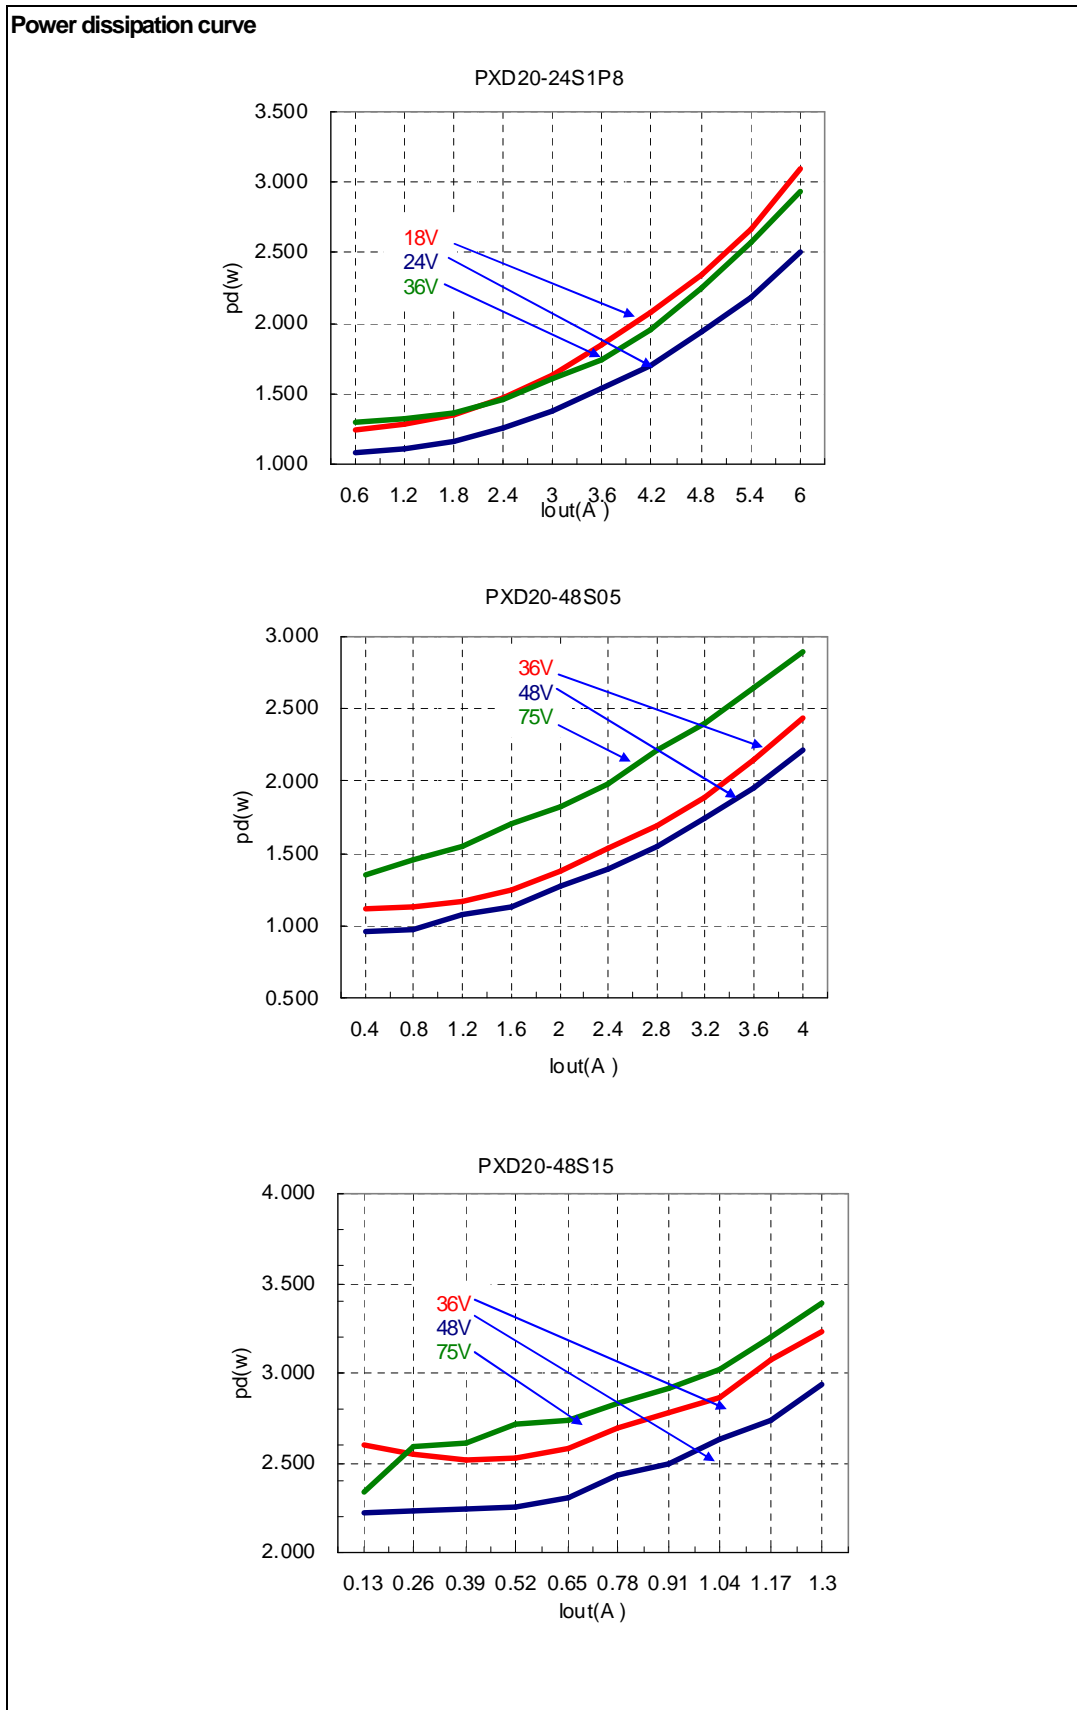 Power dissipation curve
PXD20-24S1P8
3.500
3.000
2.500
2.000
1.500
1.000
pd(w)
18V
24V
36V
0.6 1.2 1.8 2.4 3 3.6 4.2 4.8 5.4 6
Iout(A )
PXD20-48S05
3.000
2.500
2.000
1.500
1.000
0.500
pd(w)
36V
48V
75V
0.4 0.8 1.2 1.6 2 2.4 2.8 3.2 3.6 4
Iout(A )
PXD20-48S15
4.000
3.500
3.000
2.500
2.000
pd(w)
36V
48V
75V
0.13 0.26 0.39 0.52 0.65 0.78 0.91 1.04 1.17 1.3
Iout(A )